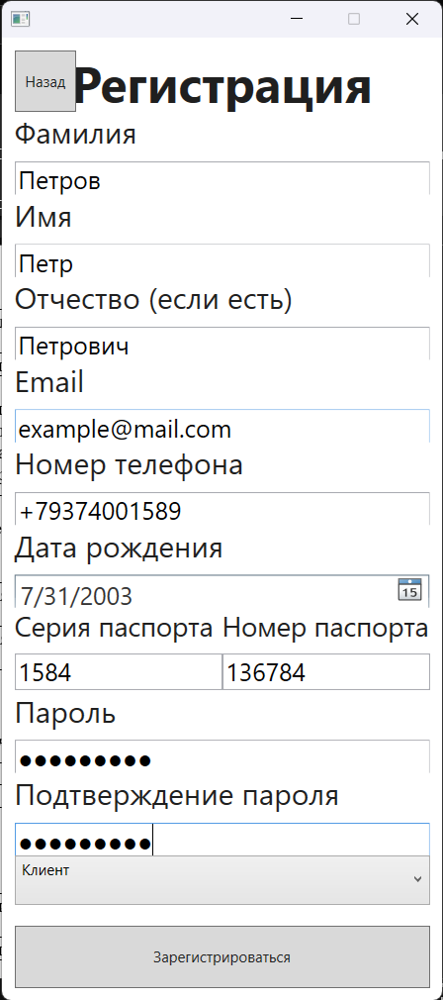 Назад Регистрация
Фамилия
Петров
Имя
Петр
Отчество (если есть)
Петрович
Email
example@mail.com
Номер телефона
+79374001589
Дата рождения
7/31/2003 15
Серия паспорта Номер паспорта
1584 136784
Пароль
●●●●●●●●●
Подтверждение пароля
●●●●●●●●●
Клиент
Зарегистрироваться